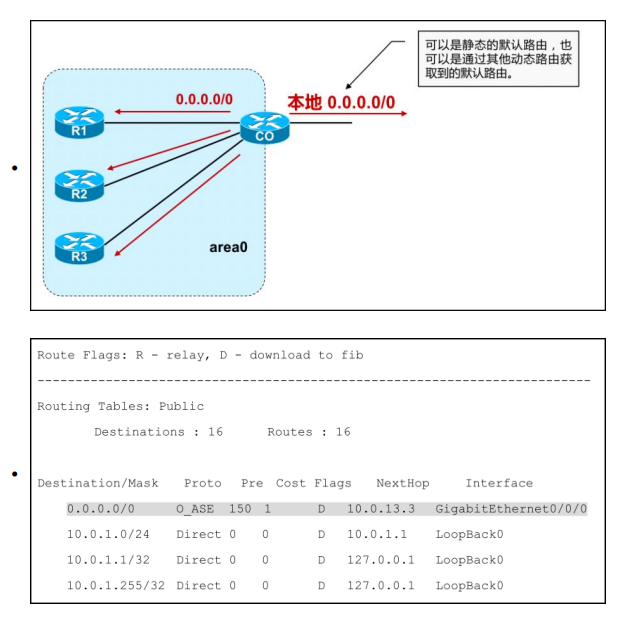 可以是静态的默认路由，也
可以是通过其他动态路由获
取到的默认路由。
0.0.0.0/0
本地 0.0.0.0/0
R1
CO
R2
R3
area0
Route Flags: R - relay, D - download to fib
------------------------------------------------------------------------
Routing Tables: Public
Destinations : 16 Routes : 16
Destination/Mask Proto Pre Cost Flags NextHop Interface
0.0.0.0/0 O_ASE 150 1 D 10.0.13.3 GigabitEthernet0/0/0
10.0.1.0/24 Direct 0 0 D 10.0.1.1 LoopBack0
10.0.1.1/32 Direct 0 0 D 127.0.0.1 LoopBack0
10.0.1.255/32 Direct 0 0 D 127.0.0.1 LoopBack0